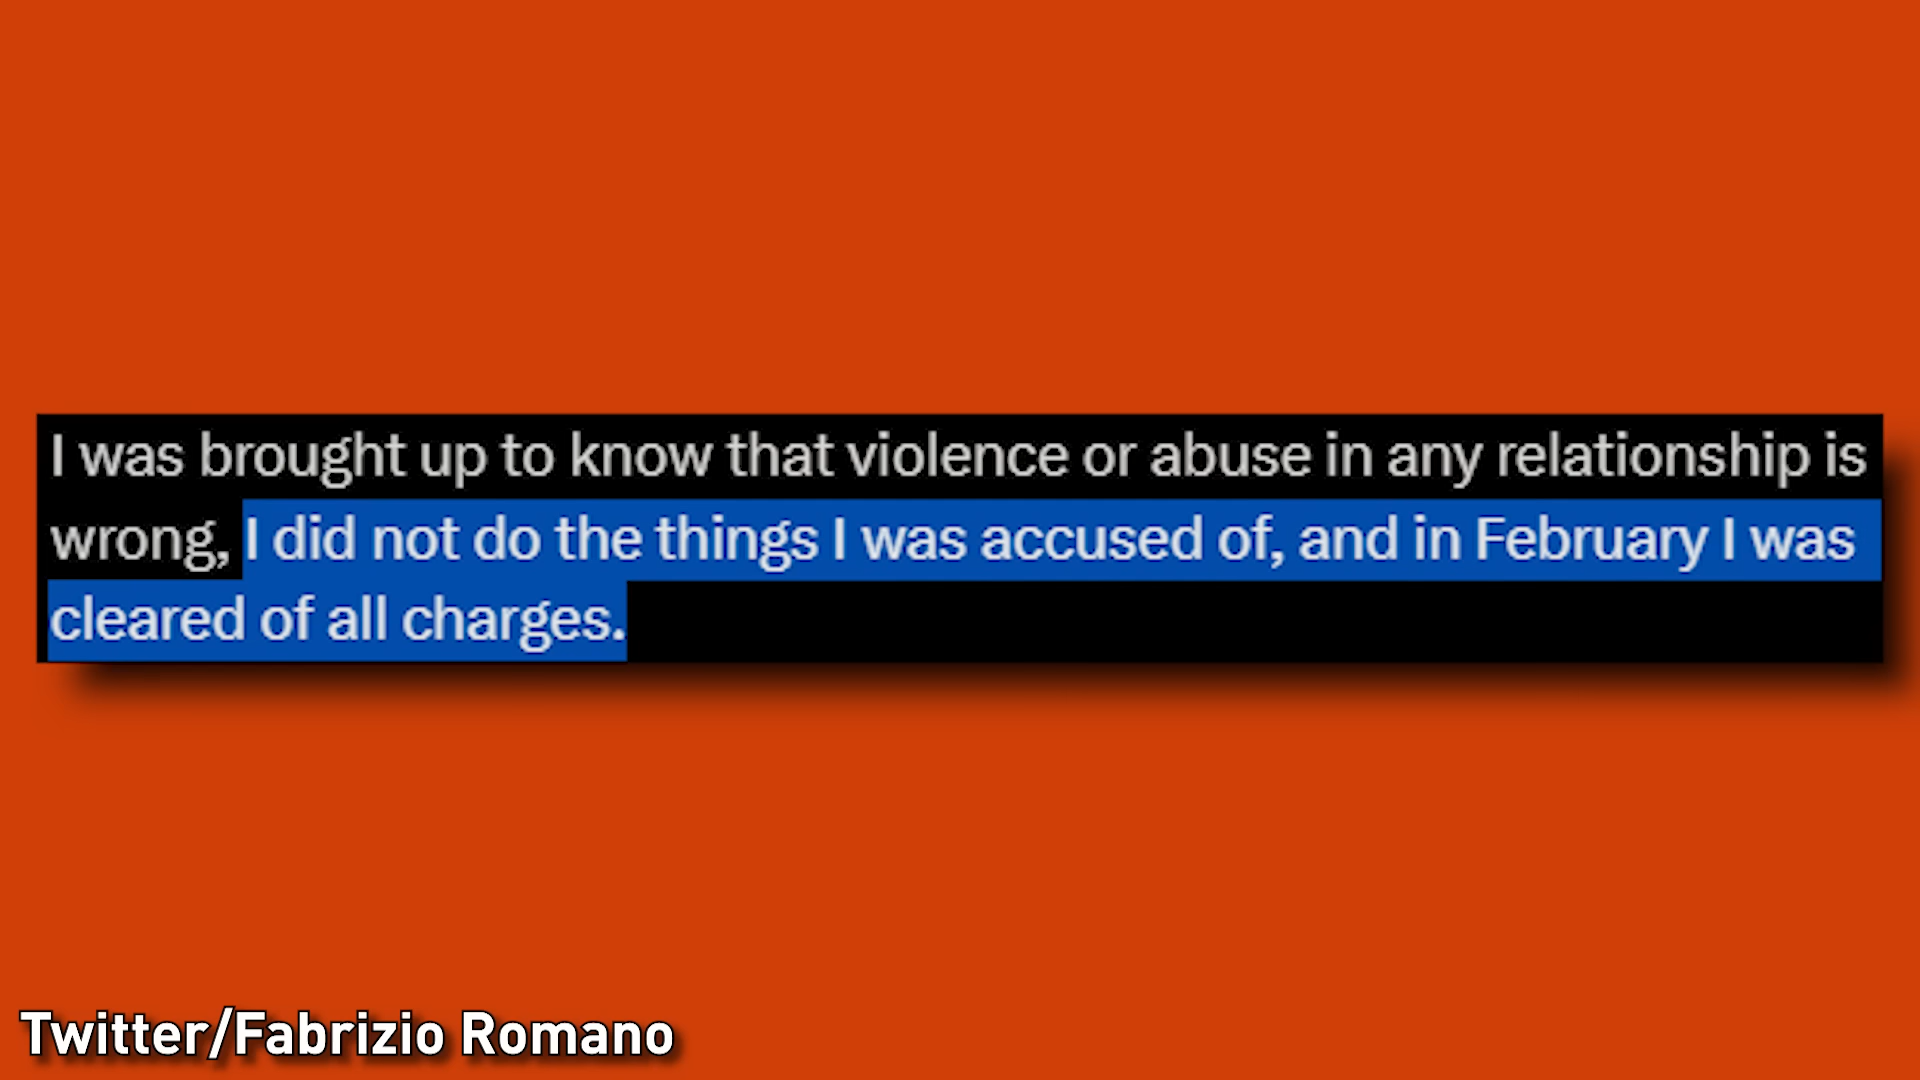 I was brought up to know that violence or abuse in any relationship is
wrong, I did not do the things I was accused of, and in February I was
cleared of all charges.
Twitter/Fabrizio Romano